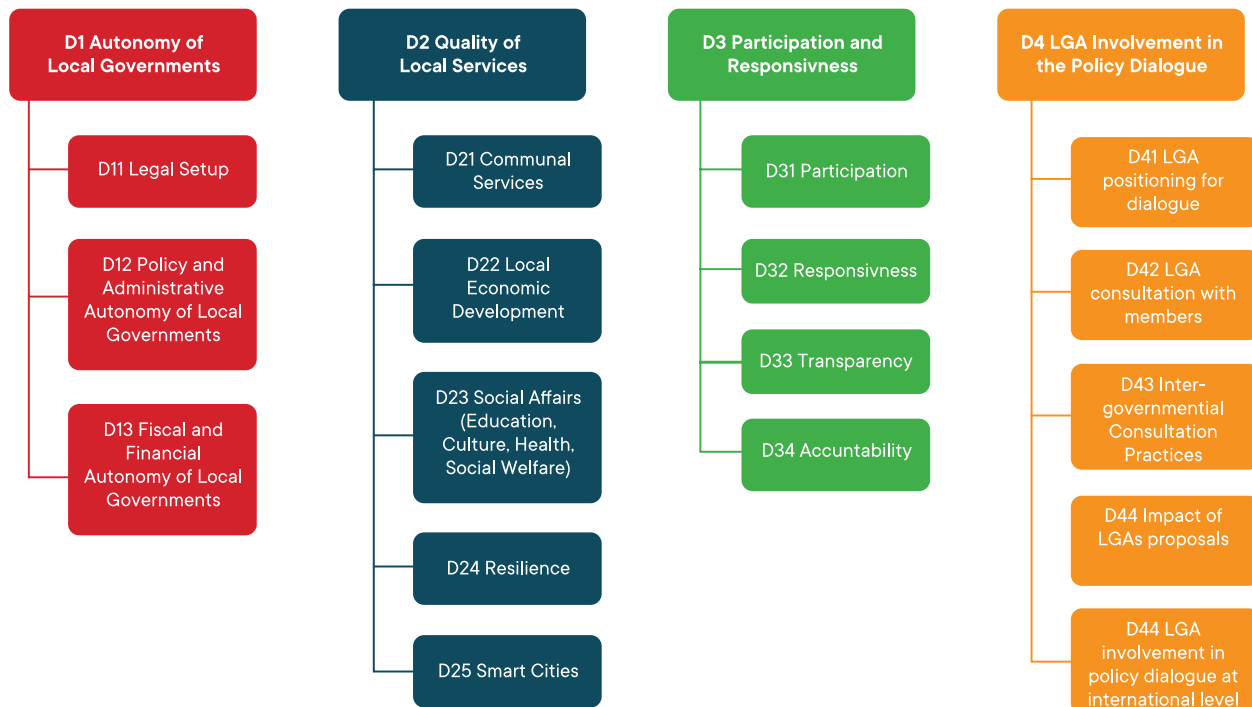 D1 Autonomy of
Local Governments
D11 Legal Setup
D12 Policy and
Administrative
Autonomy of Local
Governments
D13 Fiscal and
Financial
Autonomy of Local
Governments
D2 Quality of
Local Services
D21 Communal
Services
D22 Local
Economic
Development
D23 Social Affairs
(Education,
Culture, Health,
Social Welfare)
D24 Resilience
D25 Smart Cities
D3 Participation and
Responsivness
D31 Participation
D32 Responsivness
D33 Transparency
D34 Accuntability
D4 LGA Involvement in
the Policy Dialogue
D41 LGA
positioning for
dialogue
D42 LGA
consultation with
members
D43 Inter-
governmential
Consultation
Practices
D44 Impact of
LGAs proposals
D44 LGA
involvement in
policy dialogue at
international level